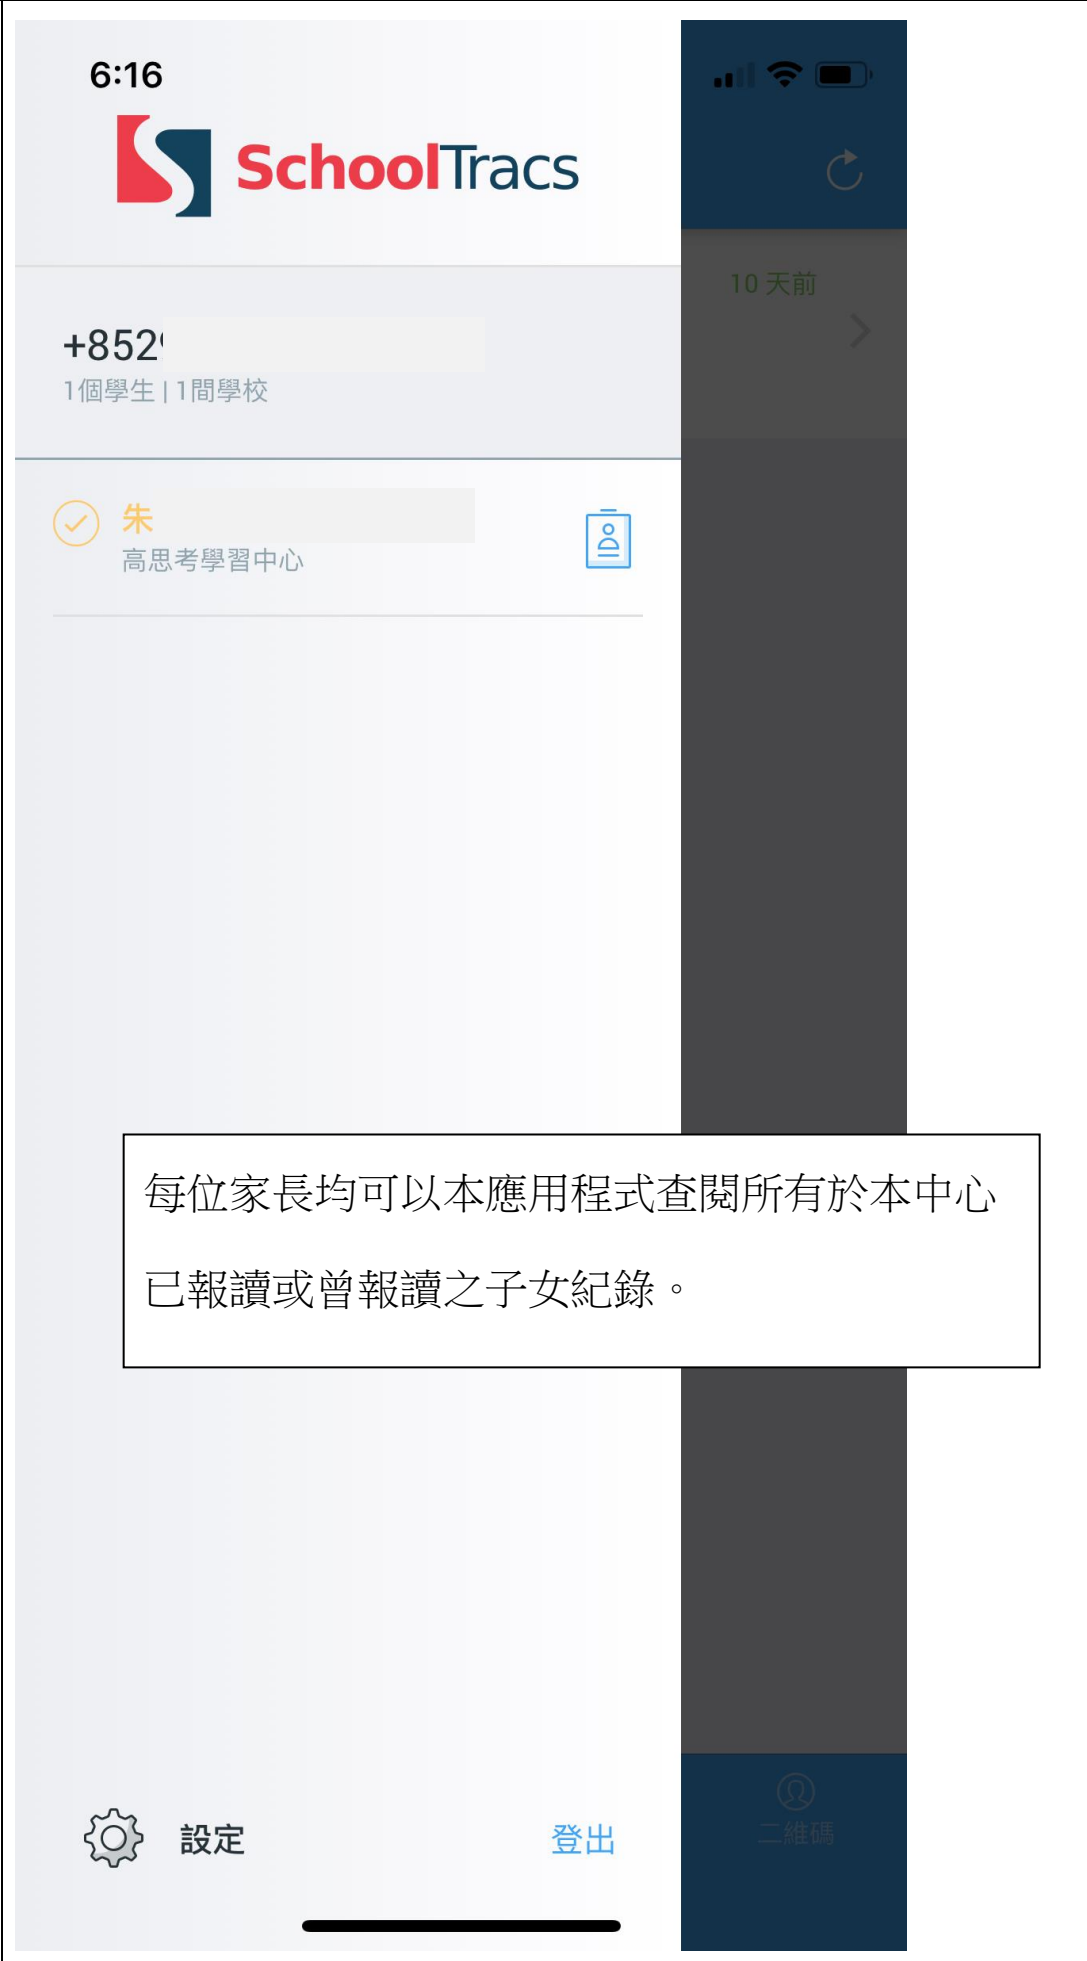 6:16
SchoolTracs
10 天前
+852
1個學生 | 1間學校
朱
高思考學習中心
每位家長均可以本應用程式查閱所有於本中心
已報讀或曾報讀之子女紀錄。
設定
登出
二維碼